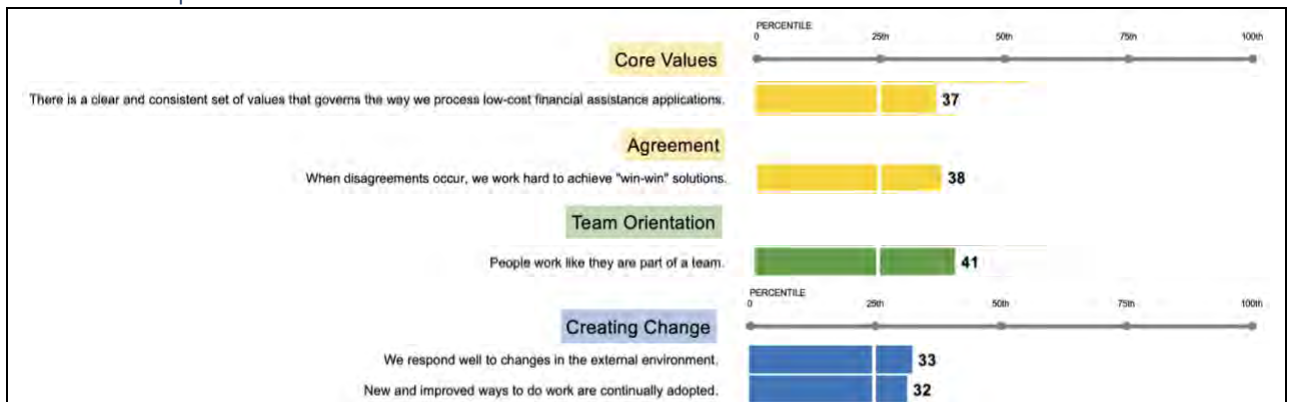 PERCENTILE
0 25th 50th 75th 100th
Core Values
There is a clear and consistent set of values that governs the way we process low-cost financial assistance applications.
37
Agreement
When disagreements occur, we work hard to achieve "win-win" solutions.
38
Team Orientation
People work like they are part of a team.
41
PERCENTILE
0 25th 50th 75th 100th
Creating Change
We respond well to changes in the external environment.
33
New and improved ways to do work are continually adopted.
32